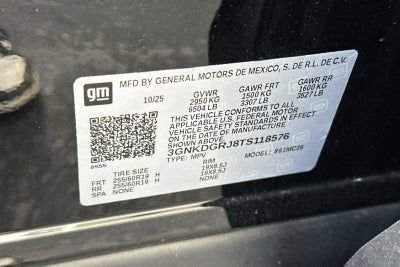 gm
MFD BY GENERAL MOTORS DE MEXICO, S. DE R.L. DE C.V.
10/25 GVWR GAWR FRT GAWR RR
2950 KG 1500 KG 1600 KG
6504 LB 3307 LB 3527 LB
THIS VEHICLE CONFORMS TO ALL
APPLICABLE U.S. FEDERAL MOTOR
VEHICLE SAFETY STANDARDS IN EFFECT
ON THE DATE OF MANUFACTURE
SHOWN ABOVE.
3GNKDGRJ8TS118576
TYPE: MPV MODEL:
TIRE SIZE RIM
FRT 255/60R19 H 19X8.5J
RR 255/60R19 H 19X8.5J
SPA NONE NONE